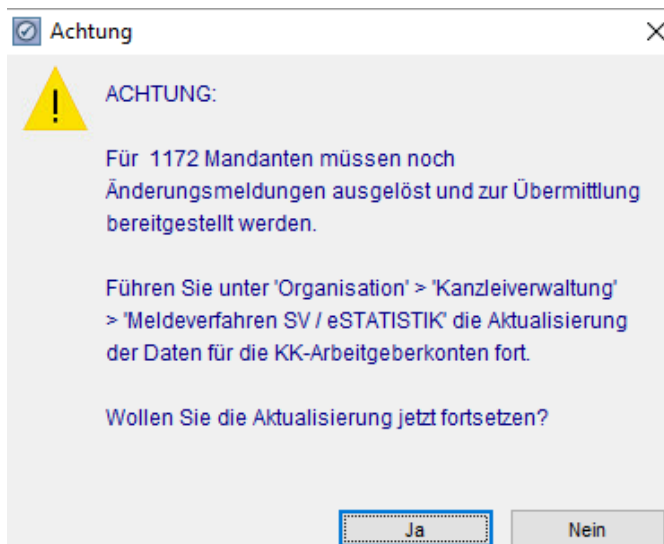 Achtung
ACHTUNG:
Für 1172 Mandanten müssen noch
Änderungsmeldungen ausgelöst und zur Übermittlung
bereitgestellt werden.
Führen Sie unter 'Organisation' > 'Kanzleiverwaltung'
> 'Meldeverfahren SV / eSTATISTIK' die Aktualisierung
der Daten für die KK-Arbeitgeberkonten fort.
Wollen Sie die Aktualisierung jetzt fortsetzen?
Ja Nein